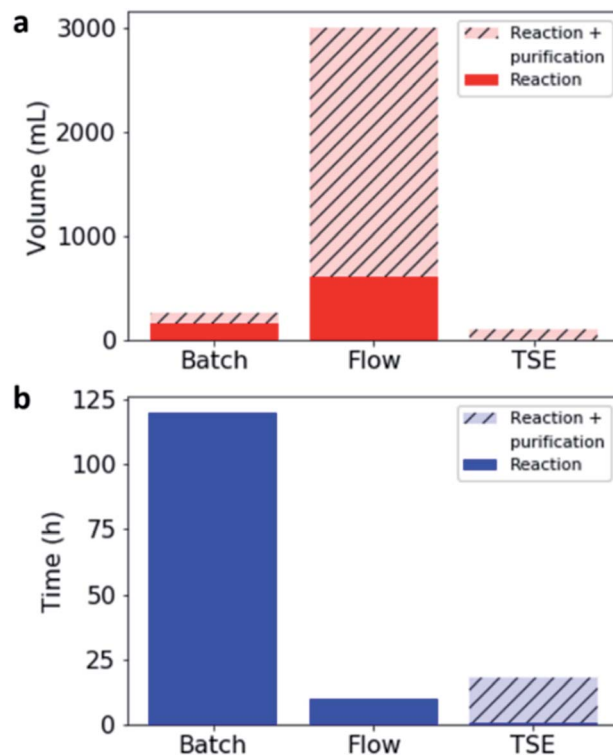 a
3000
2000
1000
0
Volume (mL)
Reaction +
purification
Reaction
Batch Flow TSE
b
125
100
75
50
25
0
Time (h)
Reaction +
purification
Reaction
Batch Flow TSE